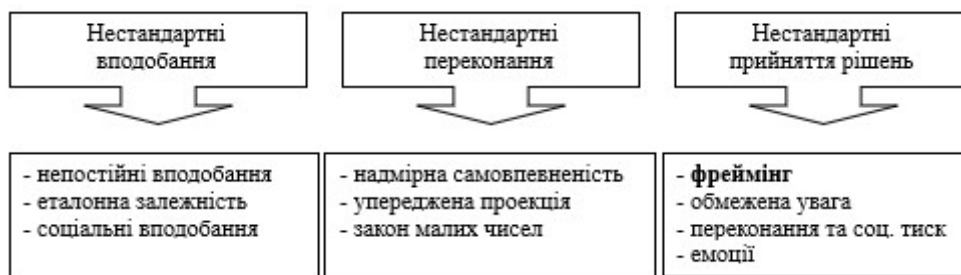 Нестандартні
вподобання
Нестандартні
переконання
Нестандартні
прийняття рішень
- непостійні вподобання
- еталонна залежність
- соціальні вподобання
- надмірна самовпевненість
- упереджена проекція
- закон малих чисел
- фреймінг
- обмежена увага
- переконання та соц. тиск
- емоції